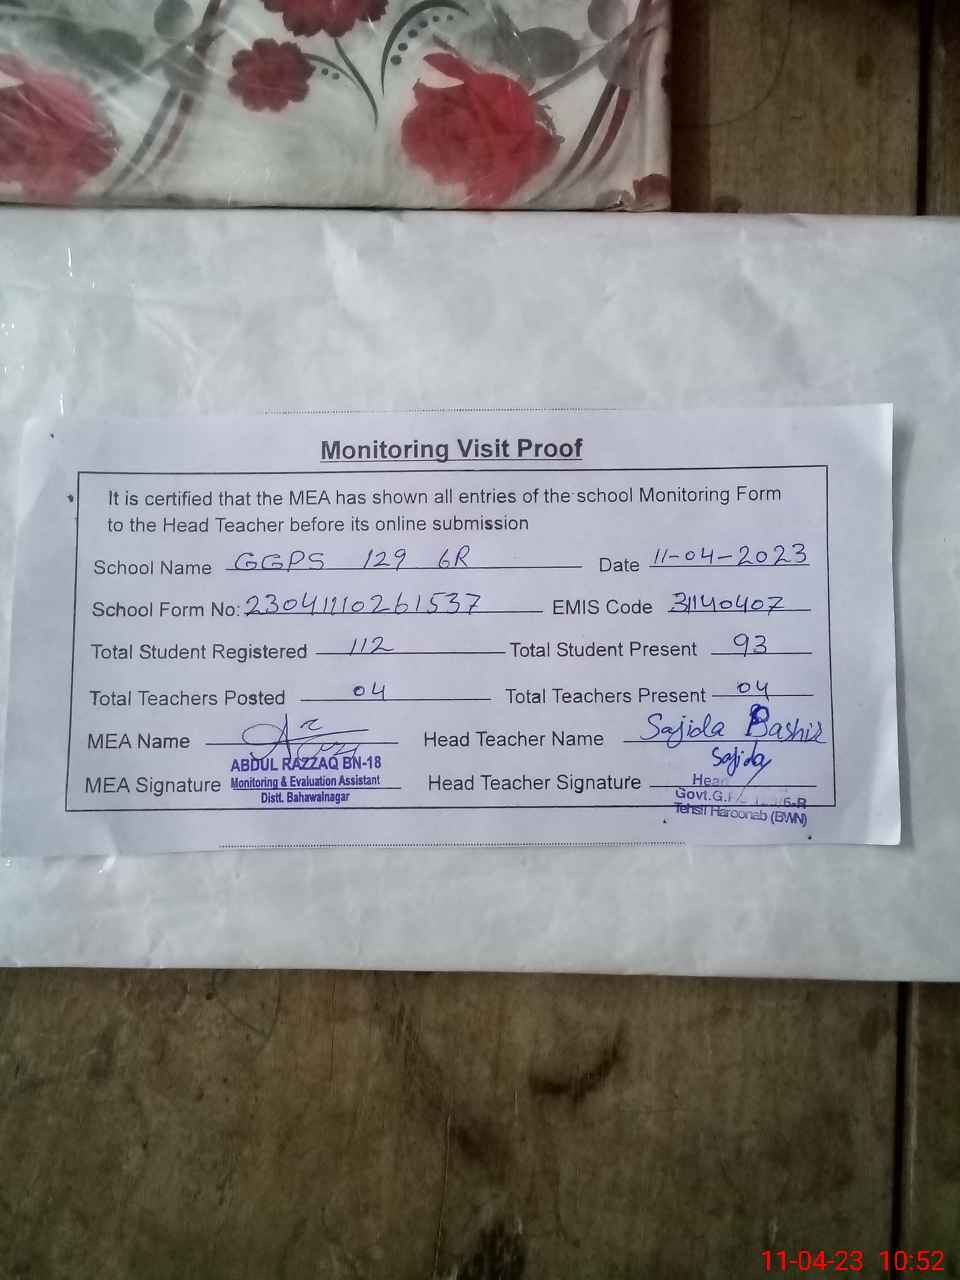 Monitoring Visit Proof
It is certified that the MEA has shown all entries of the school Monitoring Form
to the Head Teacher before its online submission
School Name GGPS 129 6R Date 11-04-2023
School Form No: 23041110261537 EMIS Code 31140407
Total Student Registered 112 Total Student Present 93
Total Teachers Posted 04 Total Teachers Present 04
MEA Name Head Teacher Name Sajida Bashir
ABDUL RAZZAQ BN-18 Sajida
MEA Signature Monitoring & Evaluation Assistant Head Teacher Signature Head
Distt. Bahawalnagar Govt.G. 6-R
Tehsil Haroonab (BWN)
11-04-23 10:52